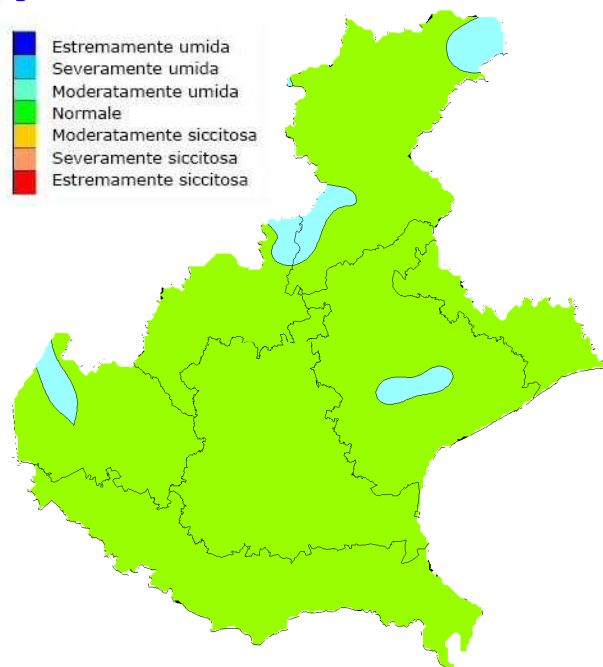 Estremamente umida
Severamente umida
Moderatamente umida
Normale
Moderatamente siccitosa
Severamente siccitosa
Estremamente siccitosa